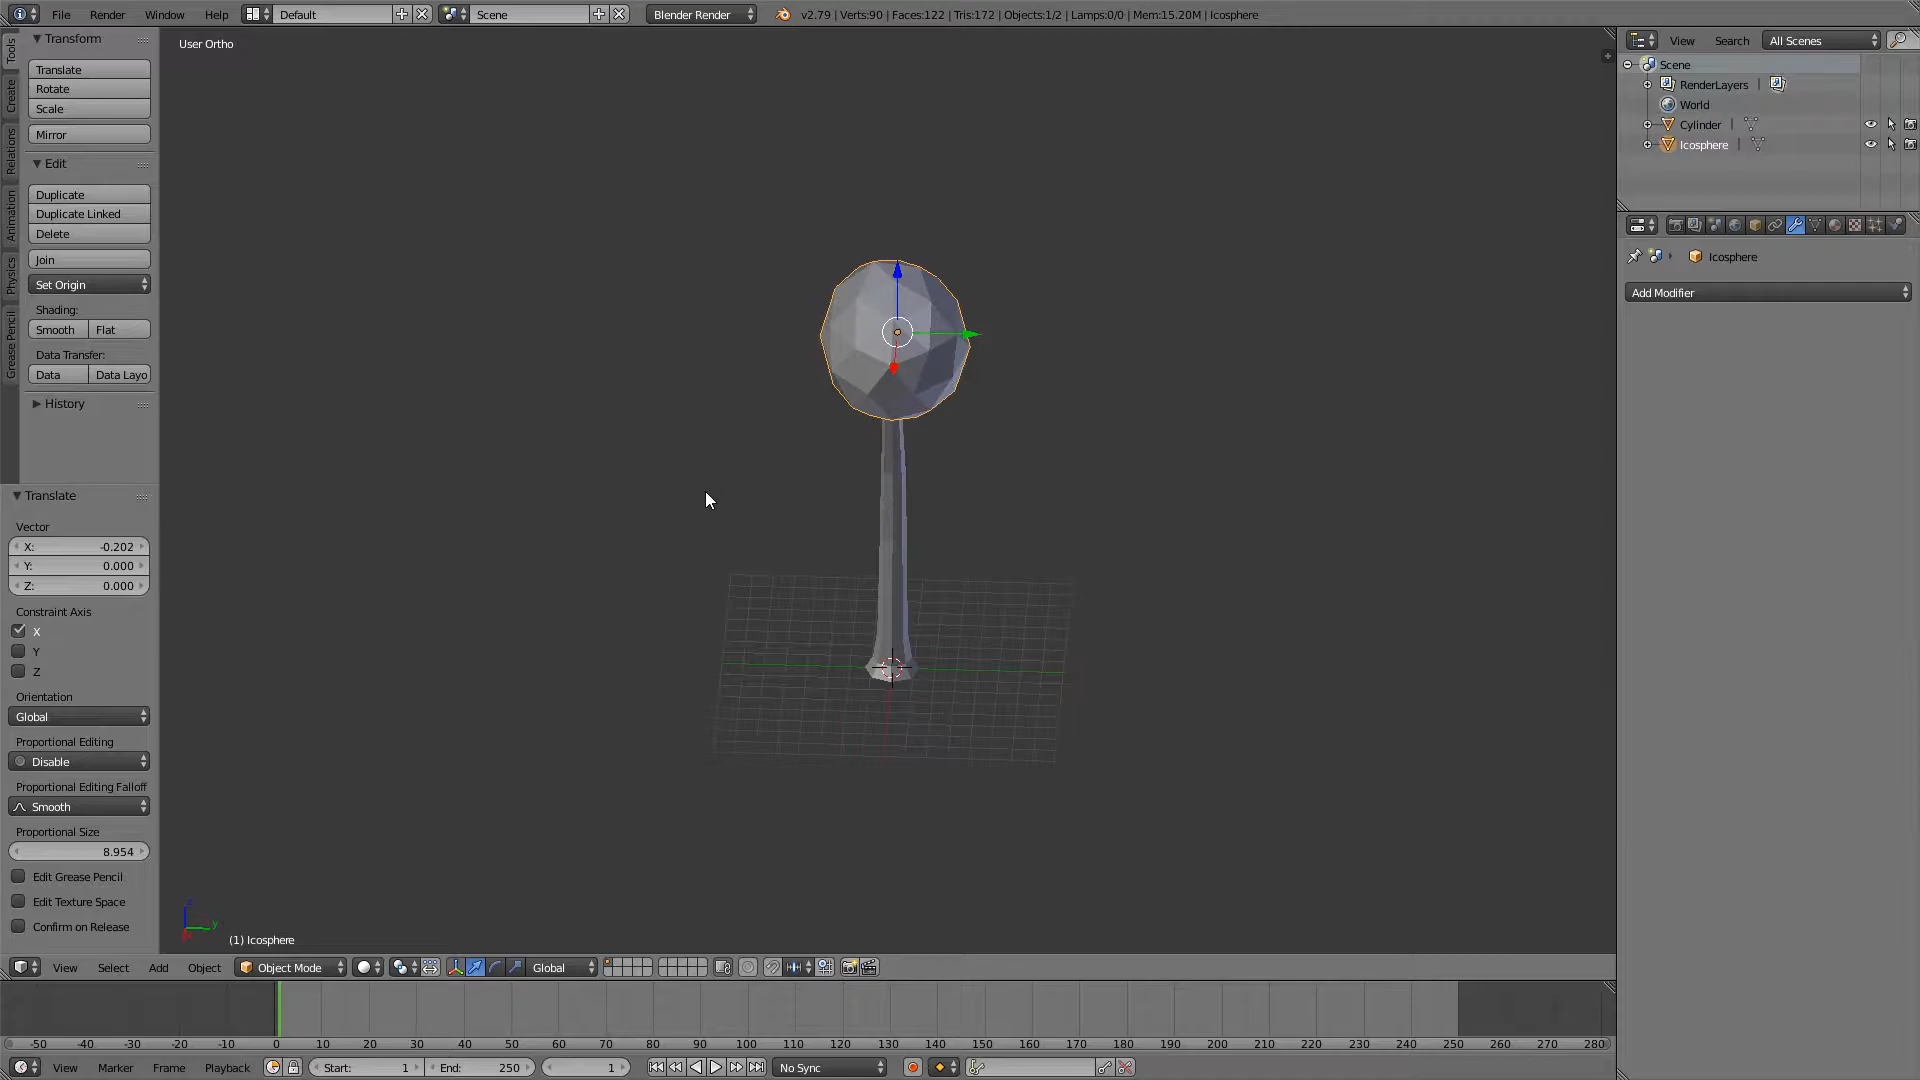 File Render Window Help Default Scene Blender Render v2.79 | Verts:90 | Faces:122 | Tris:172 | Objects:1/2 | Lamps:0/0 | Mem:15.20M | Icosphere
Tools
Create
Relations
Animation
Physics
Grease Pencil
Transform
Translate
Rotate
Scale
Mirror
Edit
Duplicate
Duplicate Linked
Delete
Join
Set Origin
Shading:
Smooth Flat
Data Transfer:
Data Data Layo
History
Translate
Vector
X: -0.202
Y: 0.000
Z: 0.000
Constraint Axis
X
Y
Z
Orientation
Global
Proportional Editing
Disable
Proportional Editing Falloff
Smooth
Proportional Size
8.954
Edit Grease Pencil
Edit Texture Space
Confirm on Release
User Ortho
z
y
(1) Icosphere
View Search All Scenes
Scene
RenderLayers |
World
Cylinder |
Icosphere |
Icosphere
Add Modifier
View Select Add Object Object Mode Global
-50 -40 -30 -20 -10 0 10 20 30 40 50 60 70 80 90 100 110 120 130 140 150 160 170 180 190 200 210 220 230 240 250 260 270 280
View Marker Frame Playback Start: 1 End: 250 1 No Sync